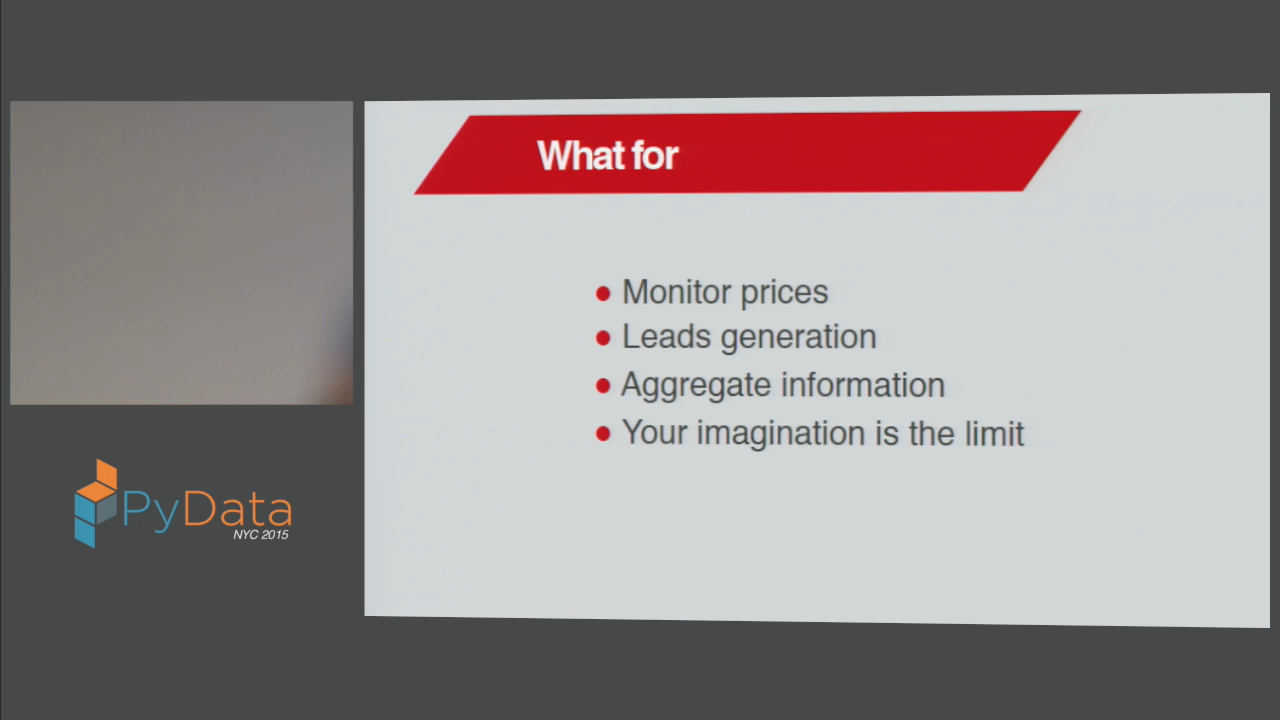 What for
Monitor prices
Leads generation
Aggregate information
Your imagination is the limit
PyData
NYC 2015